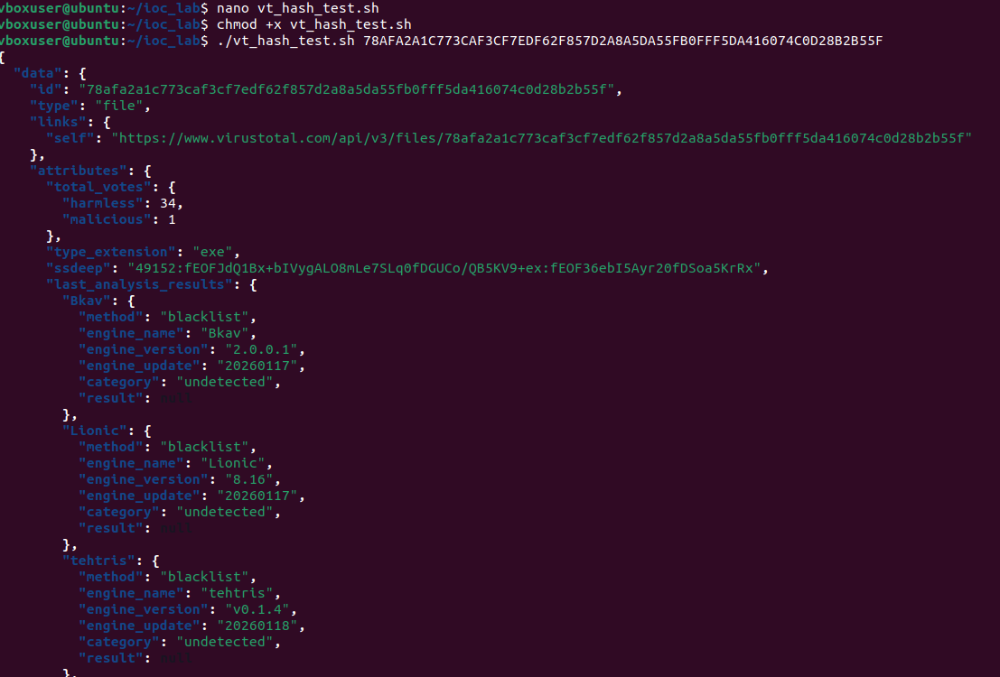 vboxuser@ubuntu:~/ioc_lab$ nano vt_hash_test.sh
vboxuser@ubuntu:~/ioc_lab$ chmod +x vt_hash_test.sh
vboxuser@ubuntu:~/ioc_lab$ ./vt_hash_test.sh 78AFA2A1C773CAF3CF7EDF62F857D2A8A5DA55FB0FFF5DA416074C0D28B2B55F
{
  "data": {
    "id": "78afa2a1c773caf3cf7edf62f857d2a8a5da55fb0fff5da416074c0d28b2b55f",
    "type": "file",
    "links": {
      "self": "https://www.virustotal.com/api/v3/files/78afa2a1c773caf3cf7edf62f857d2a8a5da55fb0fff5da416074c0d28b2b55f"
    },
    "attributes": {
      "total_votes": {
        "harmless": 34,
        "malicious": 1
      },
      "type_extension": "exe",
      "ssdeep": "49152:fEOFJdQ1Bx+bIVygALO8mLe7SLq0fDGUCo/QB5KV9+ex:fEOF36ebI5Ayr20fDSoa5KrRx",
      "last_analysis_results": {
        "Bkav": {
          "method": "blacklist",
          "engine_name": "Bkav",
          "engine_version": "2.0.0.1",
          "engine_update": "20260117",
          "category": "undetected",
          "result": null
        },
        "Lionic": {
          "method": "blacklist",
          "engine_name": "Lionic",
          "engine_version": "8.16",
          "engine_update": "20260117",
          "category": "undetected",
          "result": null
        },
        "tehtris": {
          "method": "blacklist",
          "engine_name": "tehtris",
          "engine_version": "v0.1.4",
          "engine_update": "20260118",
          "category": "undetected",
          "result": null
        },